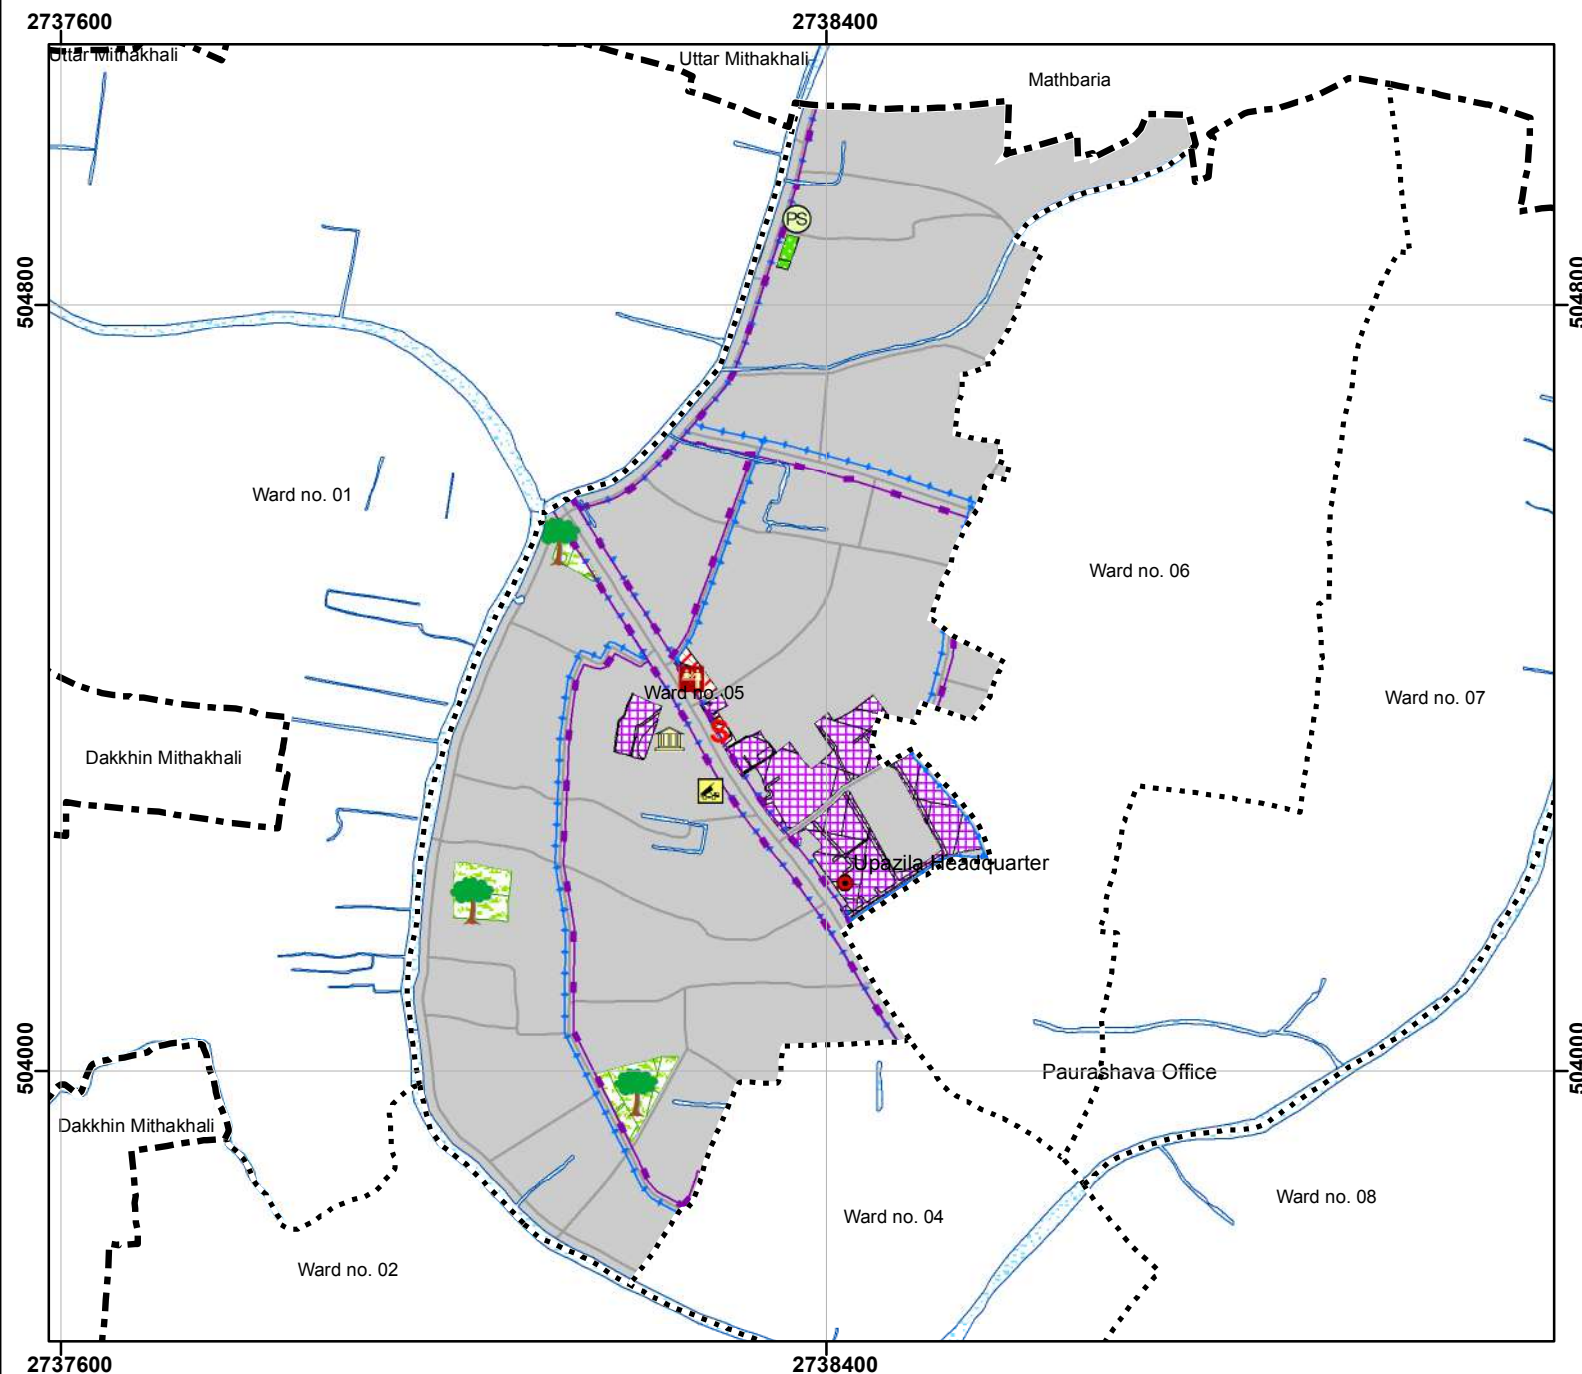 2737600 2738400
Uttar Mithakhali
Uttar Mithakhali
Mathbaria
PS
504800 504800
Ward no. 01
Ward no. 06
Ward no. 05
Ward no. 07
S
Dakkhin Mithakhali
Upazila Headquarter
504000 504000
Paurashava Office
Dakkhin Mithakhali
Ward no. 08
Ward no. 04
Ward no. 02
2737600 2738400